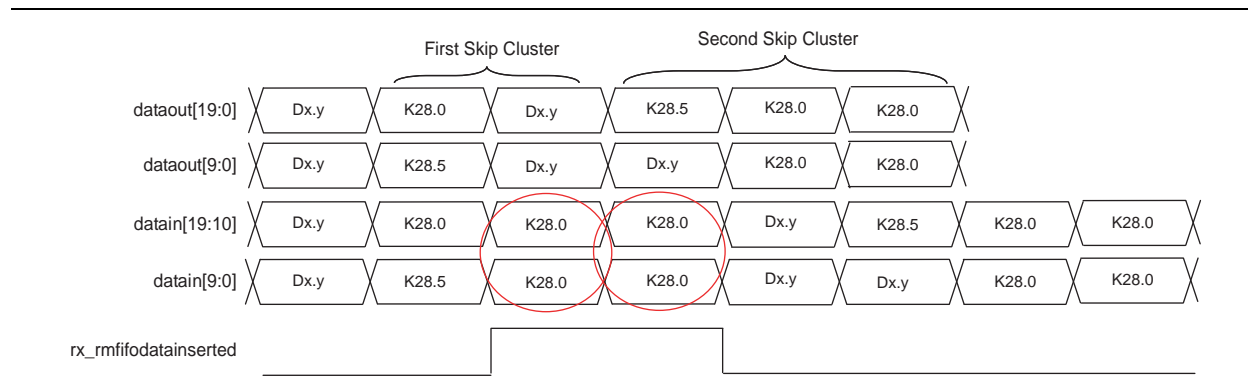 First Skip Cluster Second Skip Cluster
dataout[19:0] Dx.y K28.0 Dx.y K28.5 K28.0 K28.0
dataout[9:0] Dx.y K28.5 Dx.y Dx.y K28.0 K28.0
datain[19:10] Dx.y K28.0 K28.0 K28.0 Dx.y K28.5 K28.0 K28.0
datain[9:0] Dx.y K28.5 K28.0 K28.0 Dx.y Dx.y K28.0 K28.0
rx_rmfifodatainserted